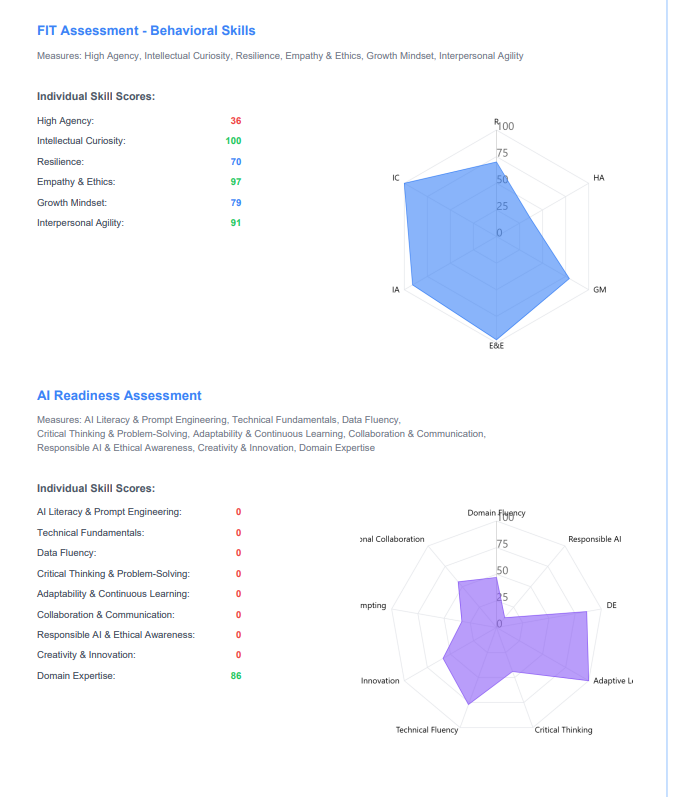 FIT Assessment - Behavioral Skills
Measures: High Agency, Intellectual Curiosity, Resilience, Empathy & Ethics, Growth Mindset, Interpersonal Agility
Individual Skill Scores:
High Agency: 36
Intellectual Curiosity: 100
Resilience: 70
Empathy & Ethics: 97
Growth Mindset: 79
Interpersonal Agility: 91
R
100
75
50
25
0
IC
HA
IA
GM
E&E
AI Readiness Assessment
Measures: AI Literacy & Prompt Engineering, Technical Fundamentals, Data Fluency,
Critical Thinking & Problem-Solving, Adaptability & Continuous Learning, Collaboration & Communication,
Responsible AI & Ethical Awareness, Creativity & Innovation, Domain Expertise
Individual Skill Scores:
AI Literacy & Prompt Engineering: 0
Technical Fundamentals: 0
Data Fluency: 0
Critical Thinking & Problem-Solving: 0
Adaptability & Continuous Learning: 0
Collaboration & Communication: 0
Responsible AI & Ethical Awareness: 0
Creativity & Innovation: 0
Domain Expertise: 86
Domain Fluency
100
75
50
25
0
onal Collaboration
Responsible AI
mpting
DE
Innovation
Adaptive Le
Technical Fluency
Critical Thinking